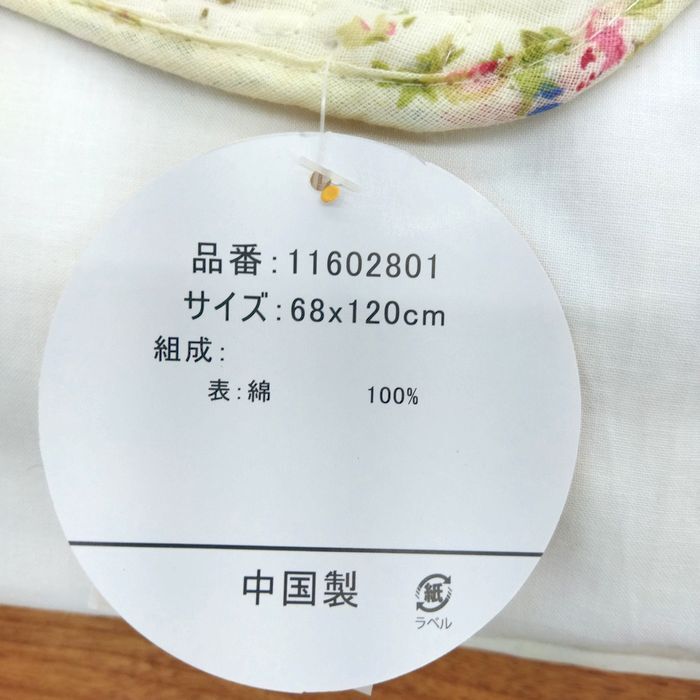 品番:11602801
サイズ:68x120cm
組成:
表:綿 100%
中国製
紙
ラベル